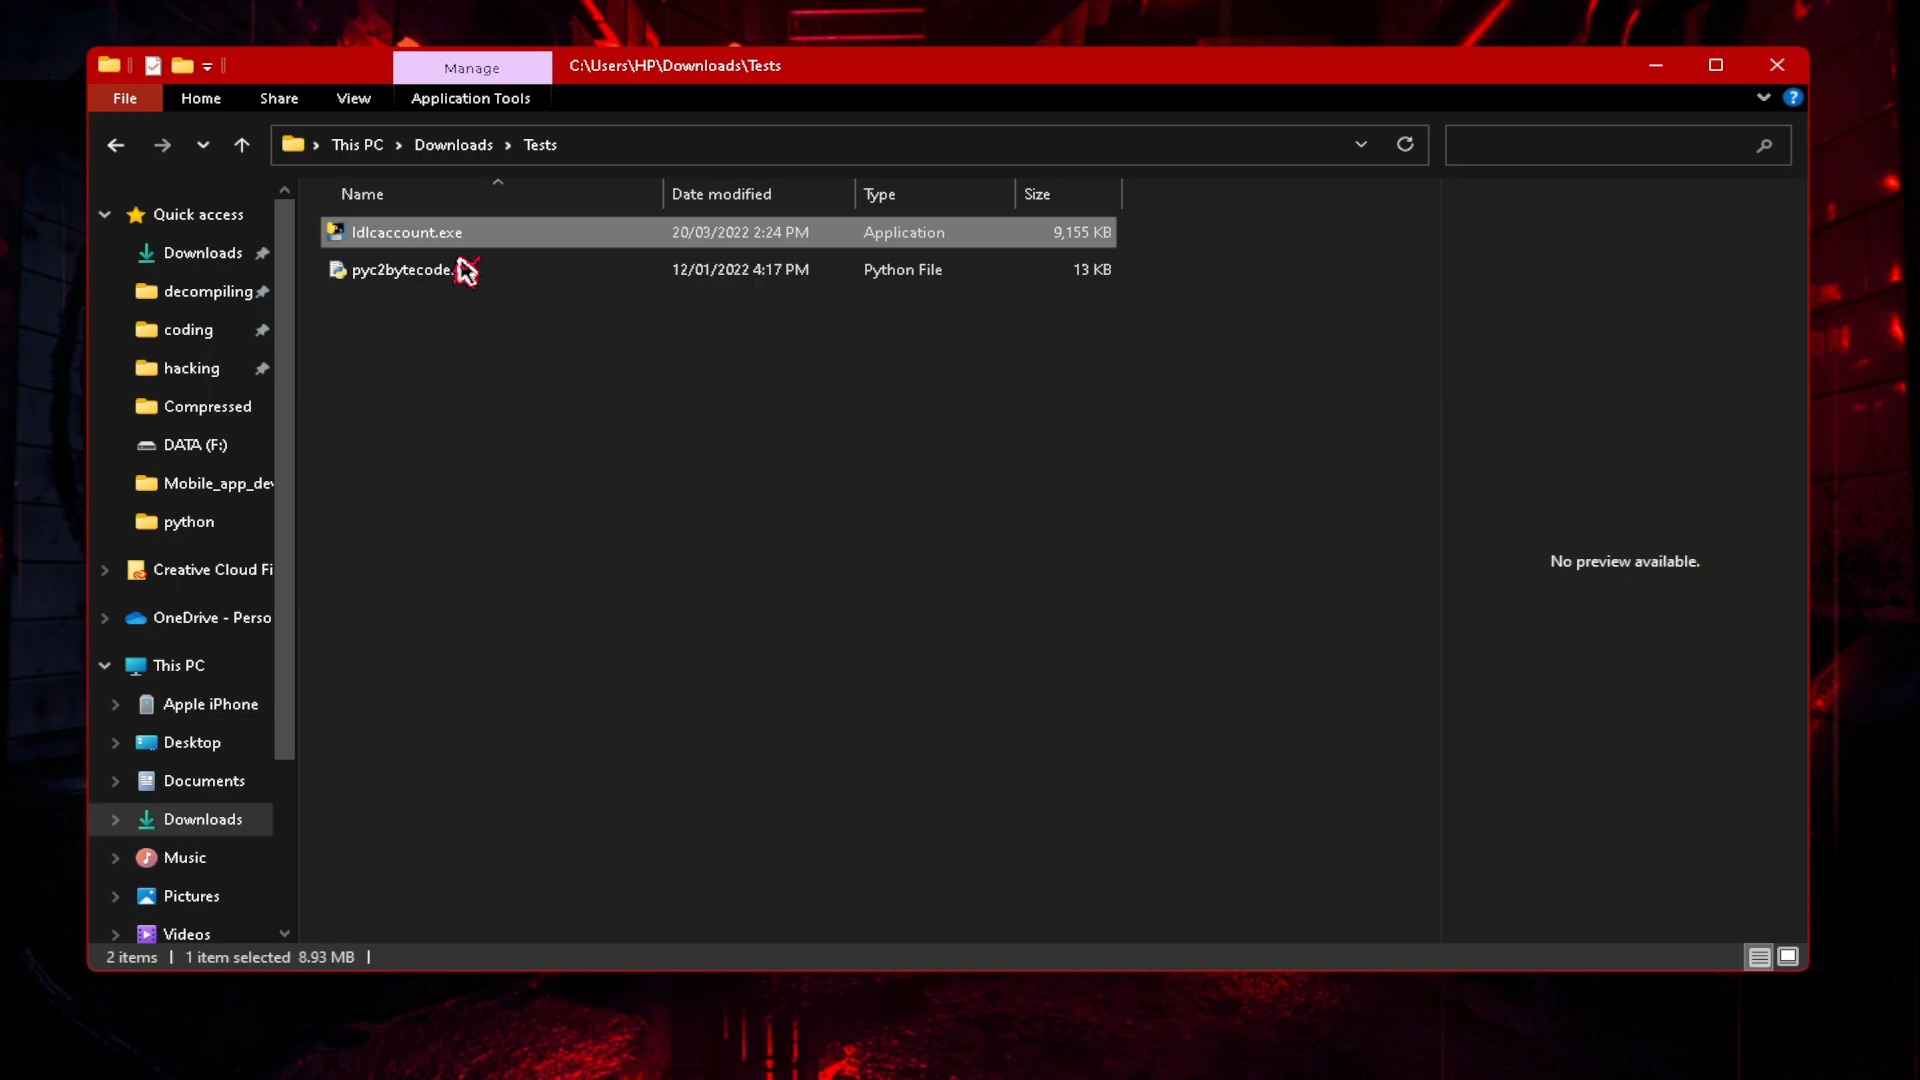 Manage
C:\Users\HP\Downloads\Tests
File
Home
Share
View
Application Tools
?
This PC
Downloads
Tests
Name
Date modified
Type
Size
20/03/2022 2:24 PM
Application
9,155 KB
pyc2bytecode.
12/01/2022 4:17 PM
Python File
13 KB
Quick access
Downloads
decompiling
coding
hacking
Compressed
DATA (F:)
Mobile_app_dev
python
Creative Cloud Fi
OneDrive - Perso
This PC
Apple iPhone
Desktop
Documents
Downloads
Music
Pictures
Videos
No preview available.
2 items
1 item selected 8.93 MB